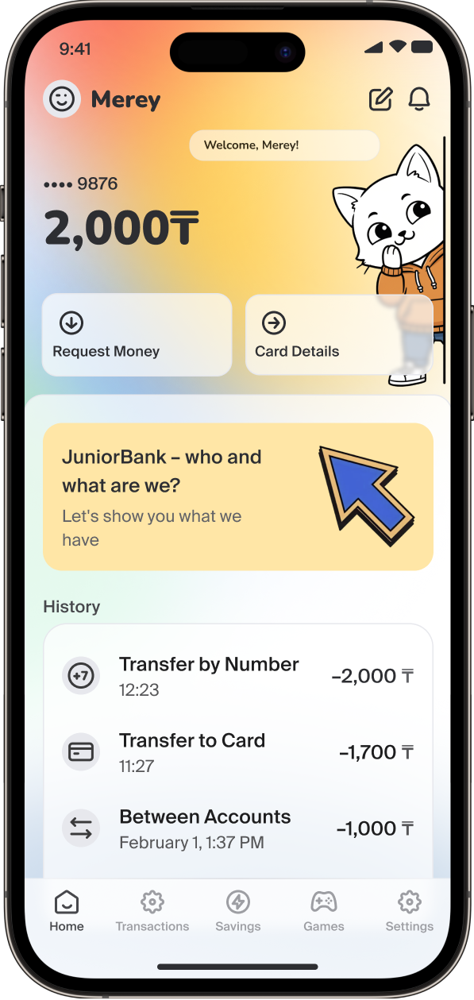 9:41
Merey
Welcome, Merey!
•••• 9876
2,000₸
Request Money
Card Details
JuniorBank – who and
what are we?
Let's show you what we
have
History
+7
Transfer by Number
–2,000 ₸
12:23
Transfer to Card
–1,700 ₸
11:27
Between Accounts
–1,000 ₸
February 1, 1:37 PM
Home
Transactions
Savings
Games
Settings